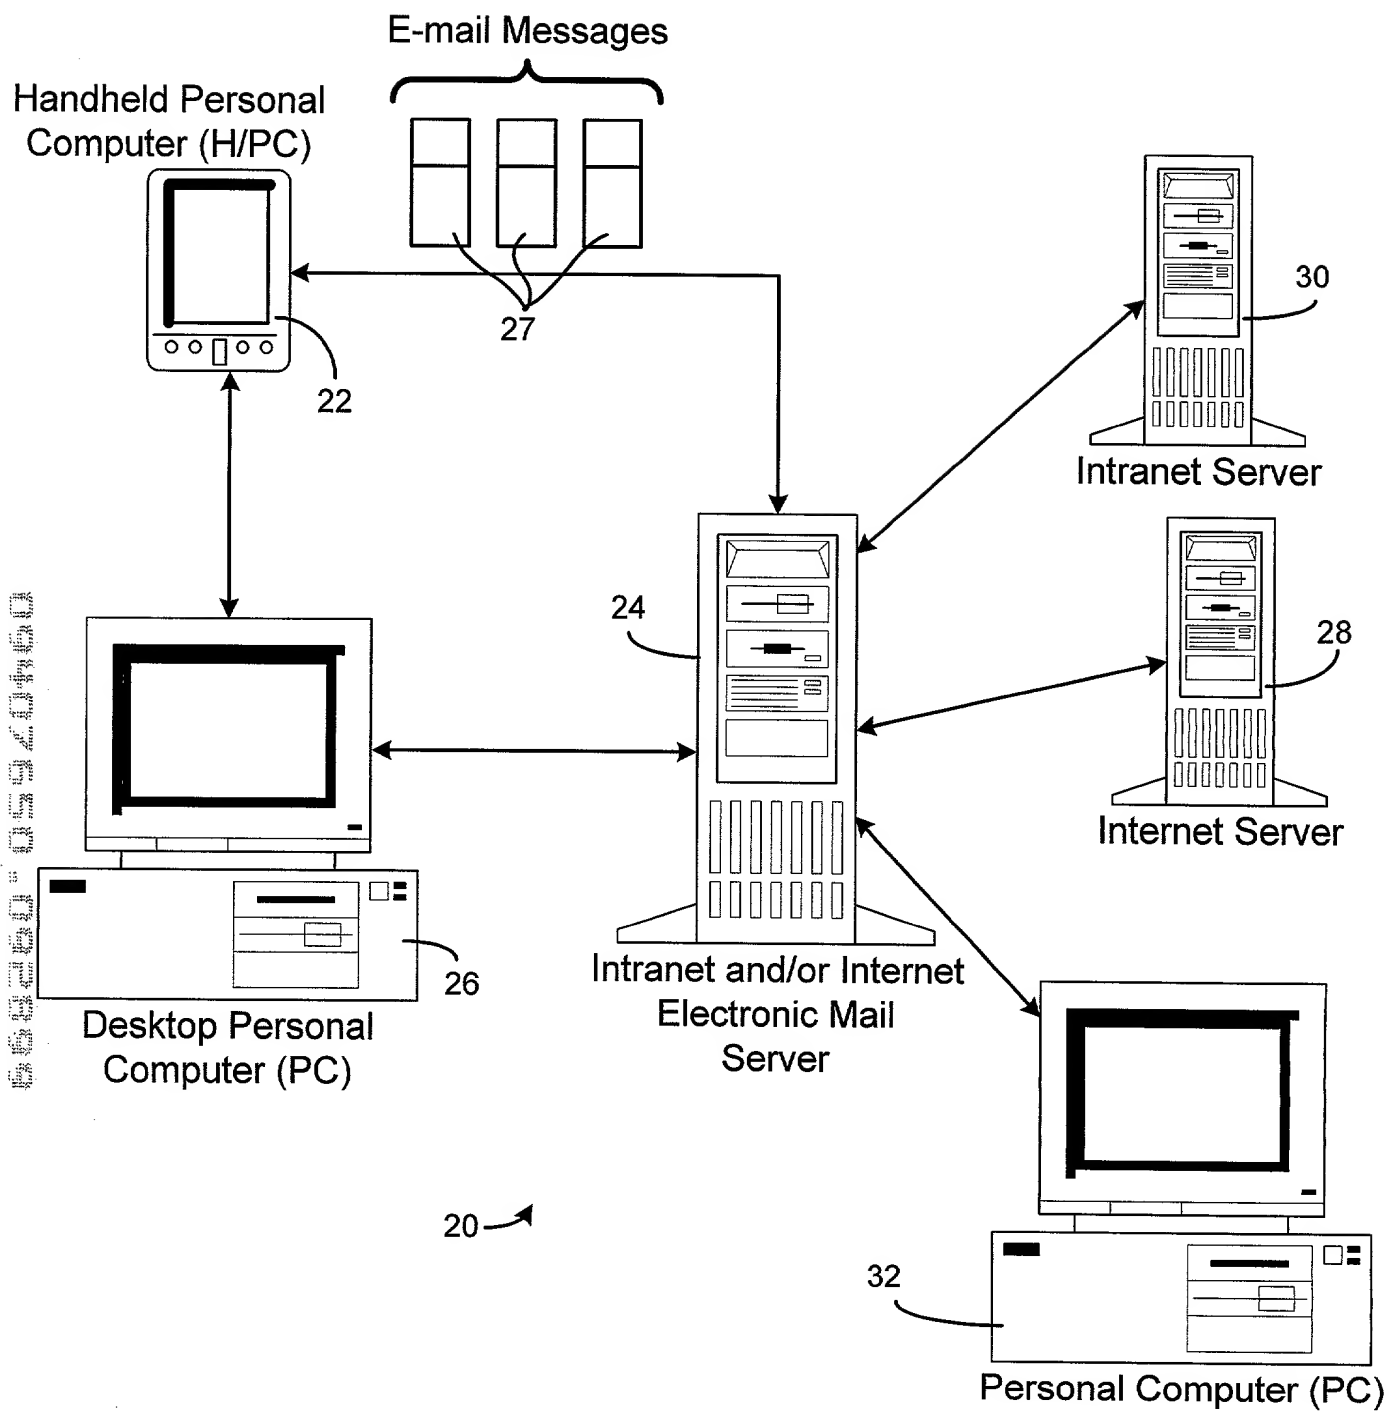 E-mail Messages
Handheld Personal
Computer (H/PC)
27
22
30
Intranet Server
24
28
Internet Server
26
Desktop Personal
Computer (PC)
Intranet and/or Internet
Electronic Mail
Server
20
32
Personal Computer (PC)